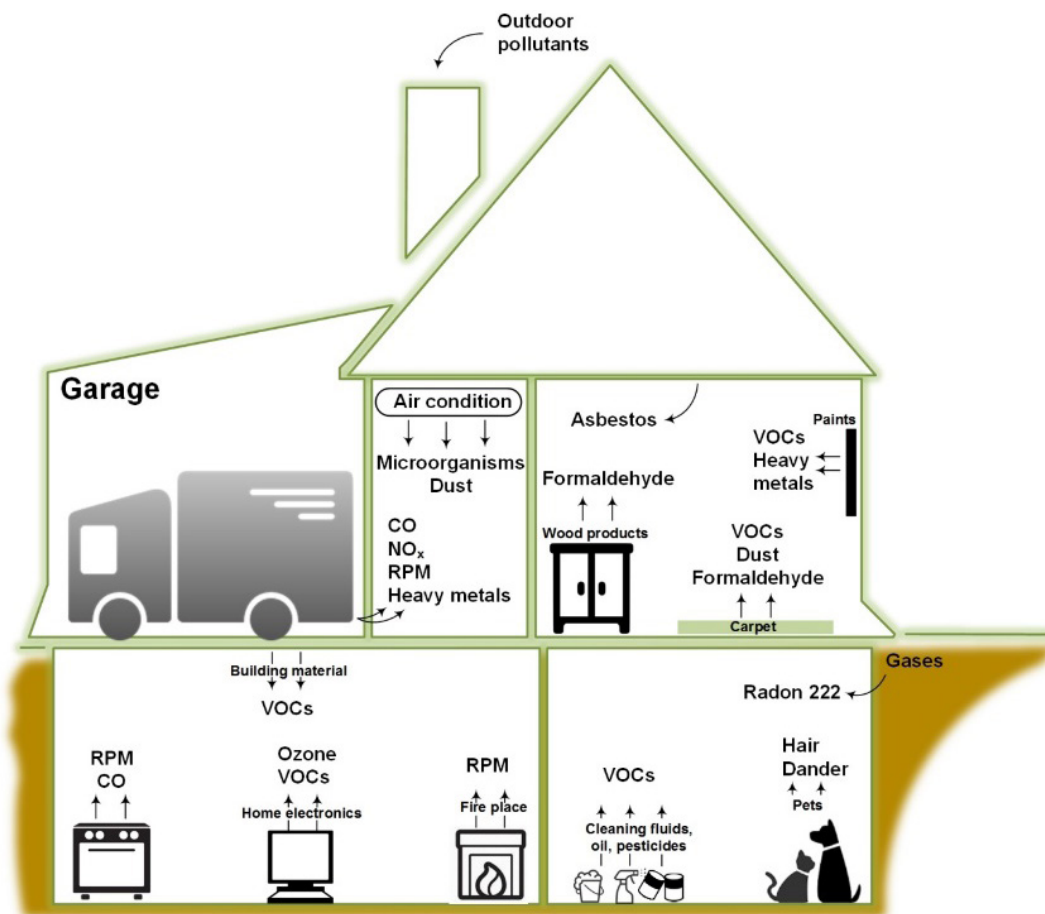 Outdoor
pollutants
Garage
Air condition
Microorganisms
Dust
CO
NOₓ
RPM
Heavy metals
Asbestos
Formaldehyde
Wood products
Paints
VOCs
Heavy
metals
VOCs
Dust
Formaldehyde
Carpet
Building material
VOCs
RPM
CO
Ozone
VOCs
Home electronics
RPM
Fire place
Gases
Radon 222
VOCs
Cleaning fluids,
oil, pesticides
Hair
Dander
Pets